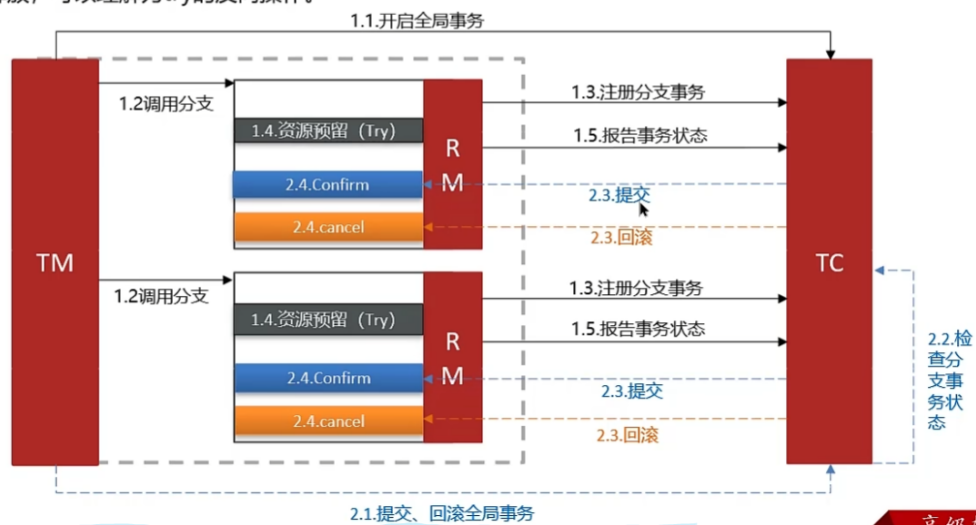 1.1.开启全局事务
1.2调用分支
1.3.注册分支事务
1.4.资源预留（Try）
1.5.报告事务状态
R
M
2.4.Confirm
2.3.提交
2.4.cancel
2.3.回滚
TM
TC
1.2调用分支
1.3.注册分支事务
1.4.资源预留（Try）
1.5.报告事务状态
R
M
2.2.检
查分
支事
务状
态
2.4.Confirm
2.3.提交
2.4.cancel
2.3.回滚
2.1.提交、回滚全局事务